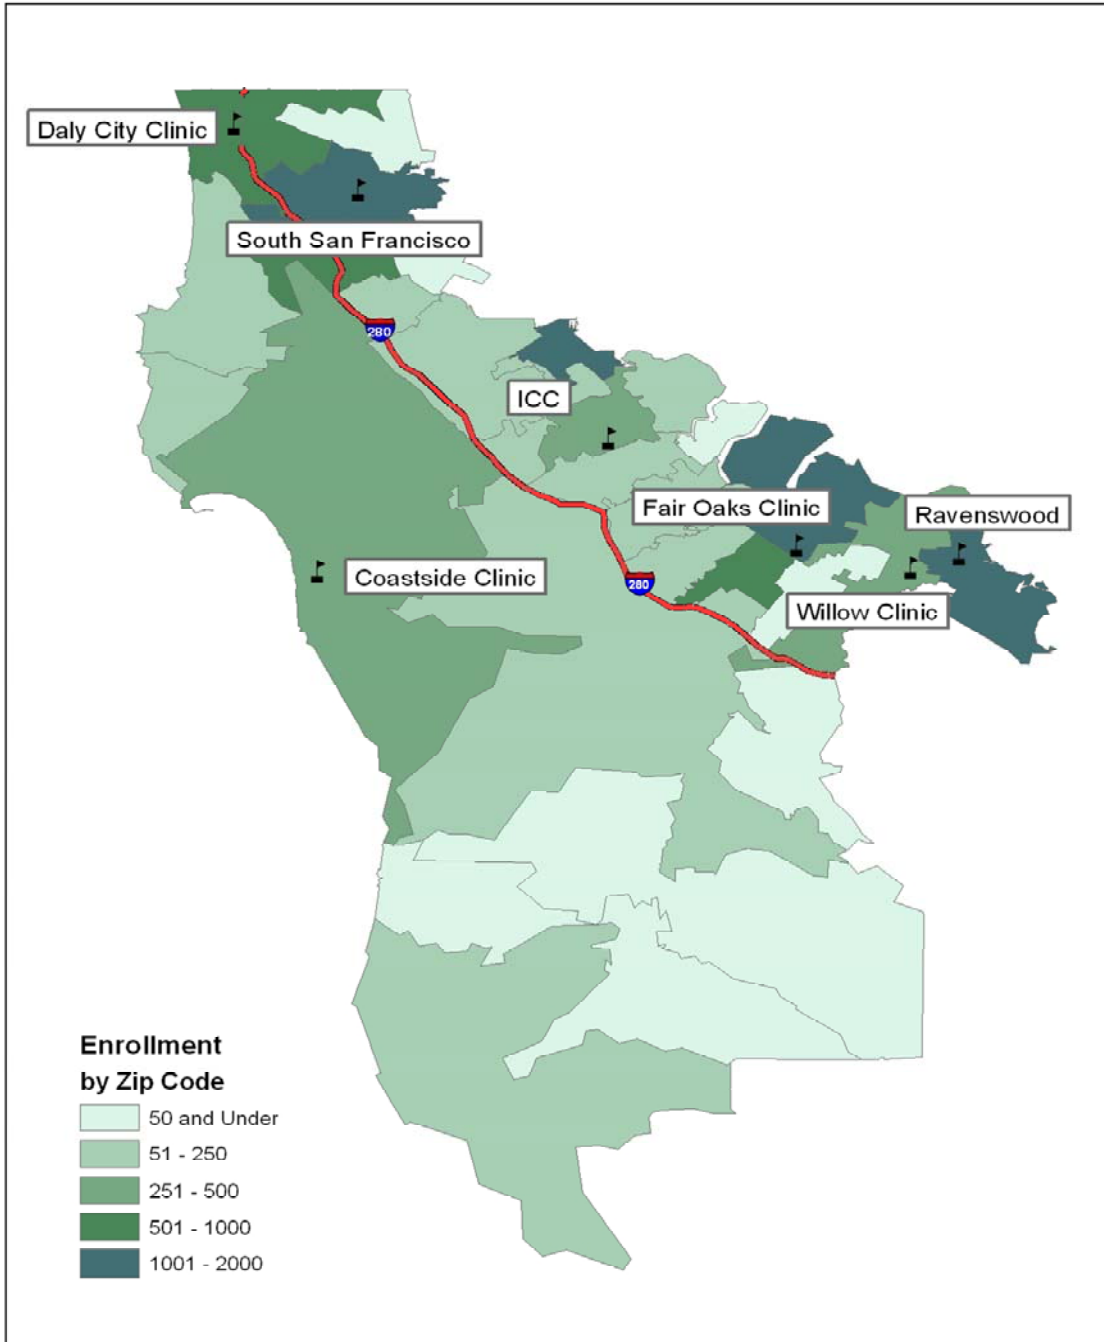 Daly City Clinic
South San Francisco
280
ICC
Fair Oaks Clinic
Ravenswood
Coastside Clinic
280
Willow Clinic
Enrollment
by Zip Code
50 and Under
51 - 250
251 - 500
501 - 1000
1001 - 2000